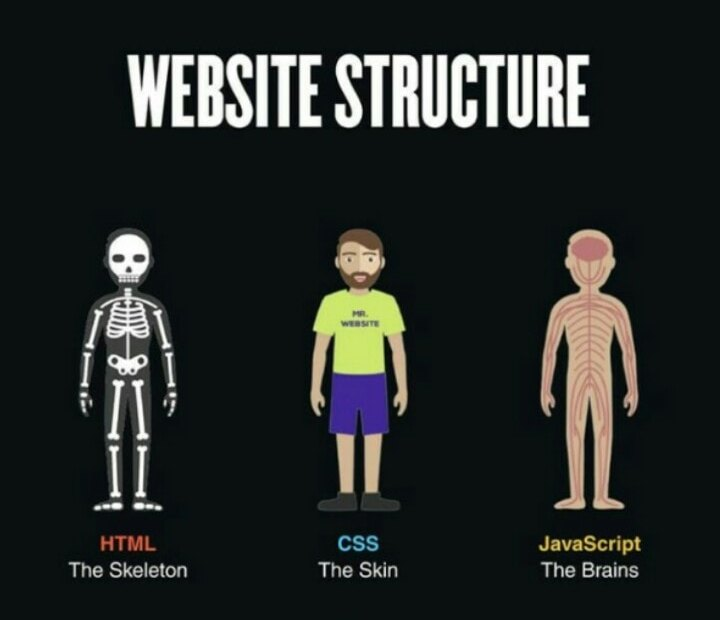 WEBSITE STRUCTURE
MR.
WEBSITE
HTML
The Skeleton
CSS
The Skin
JavaScript
The Brains